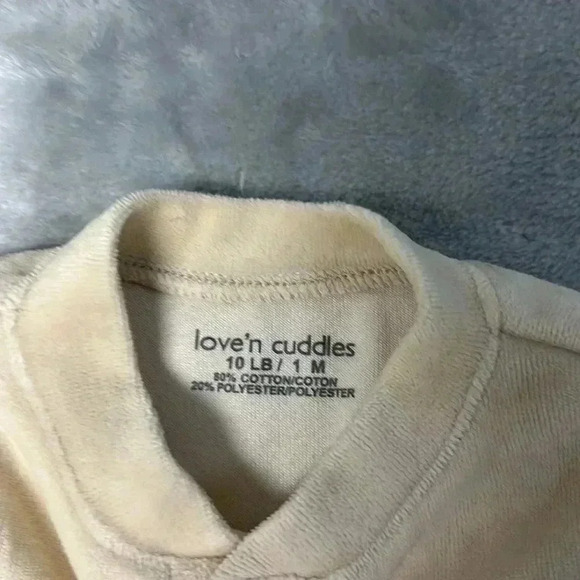 love'n cuddles
10 LB / 1 M
80% COTTON/COTON
20% POLYESTER/POLYESTER